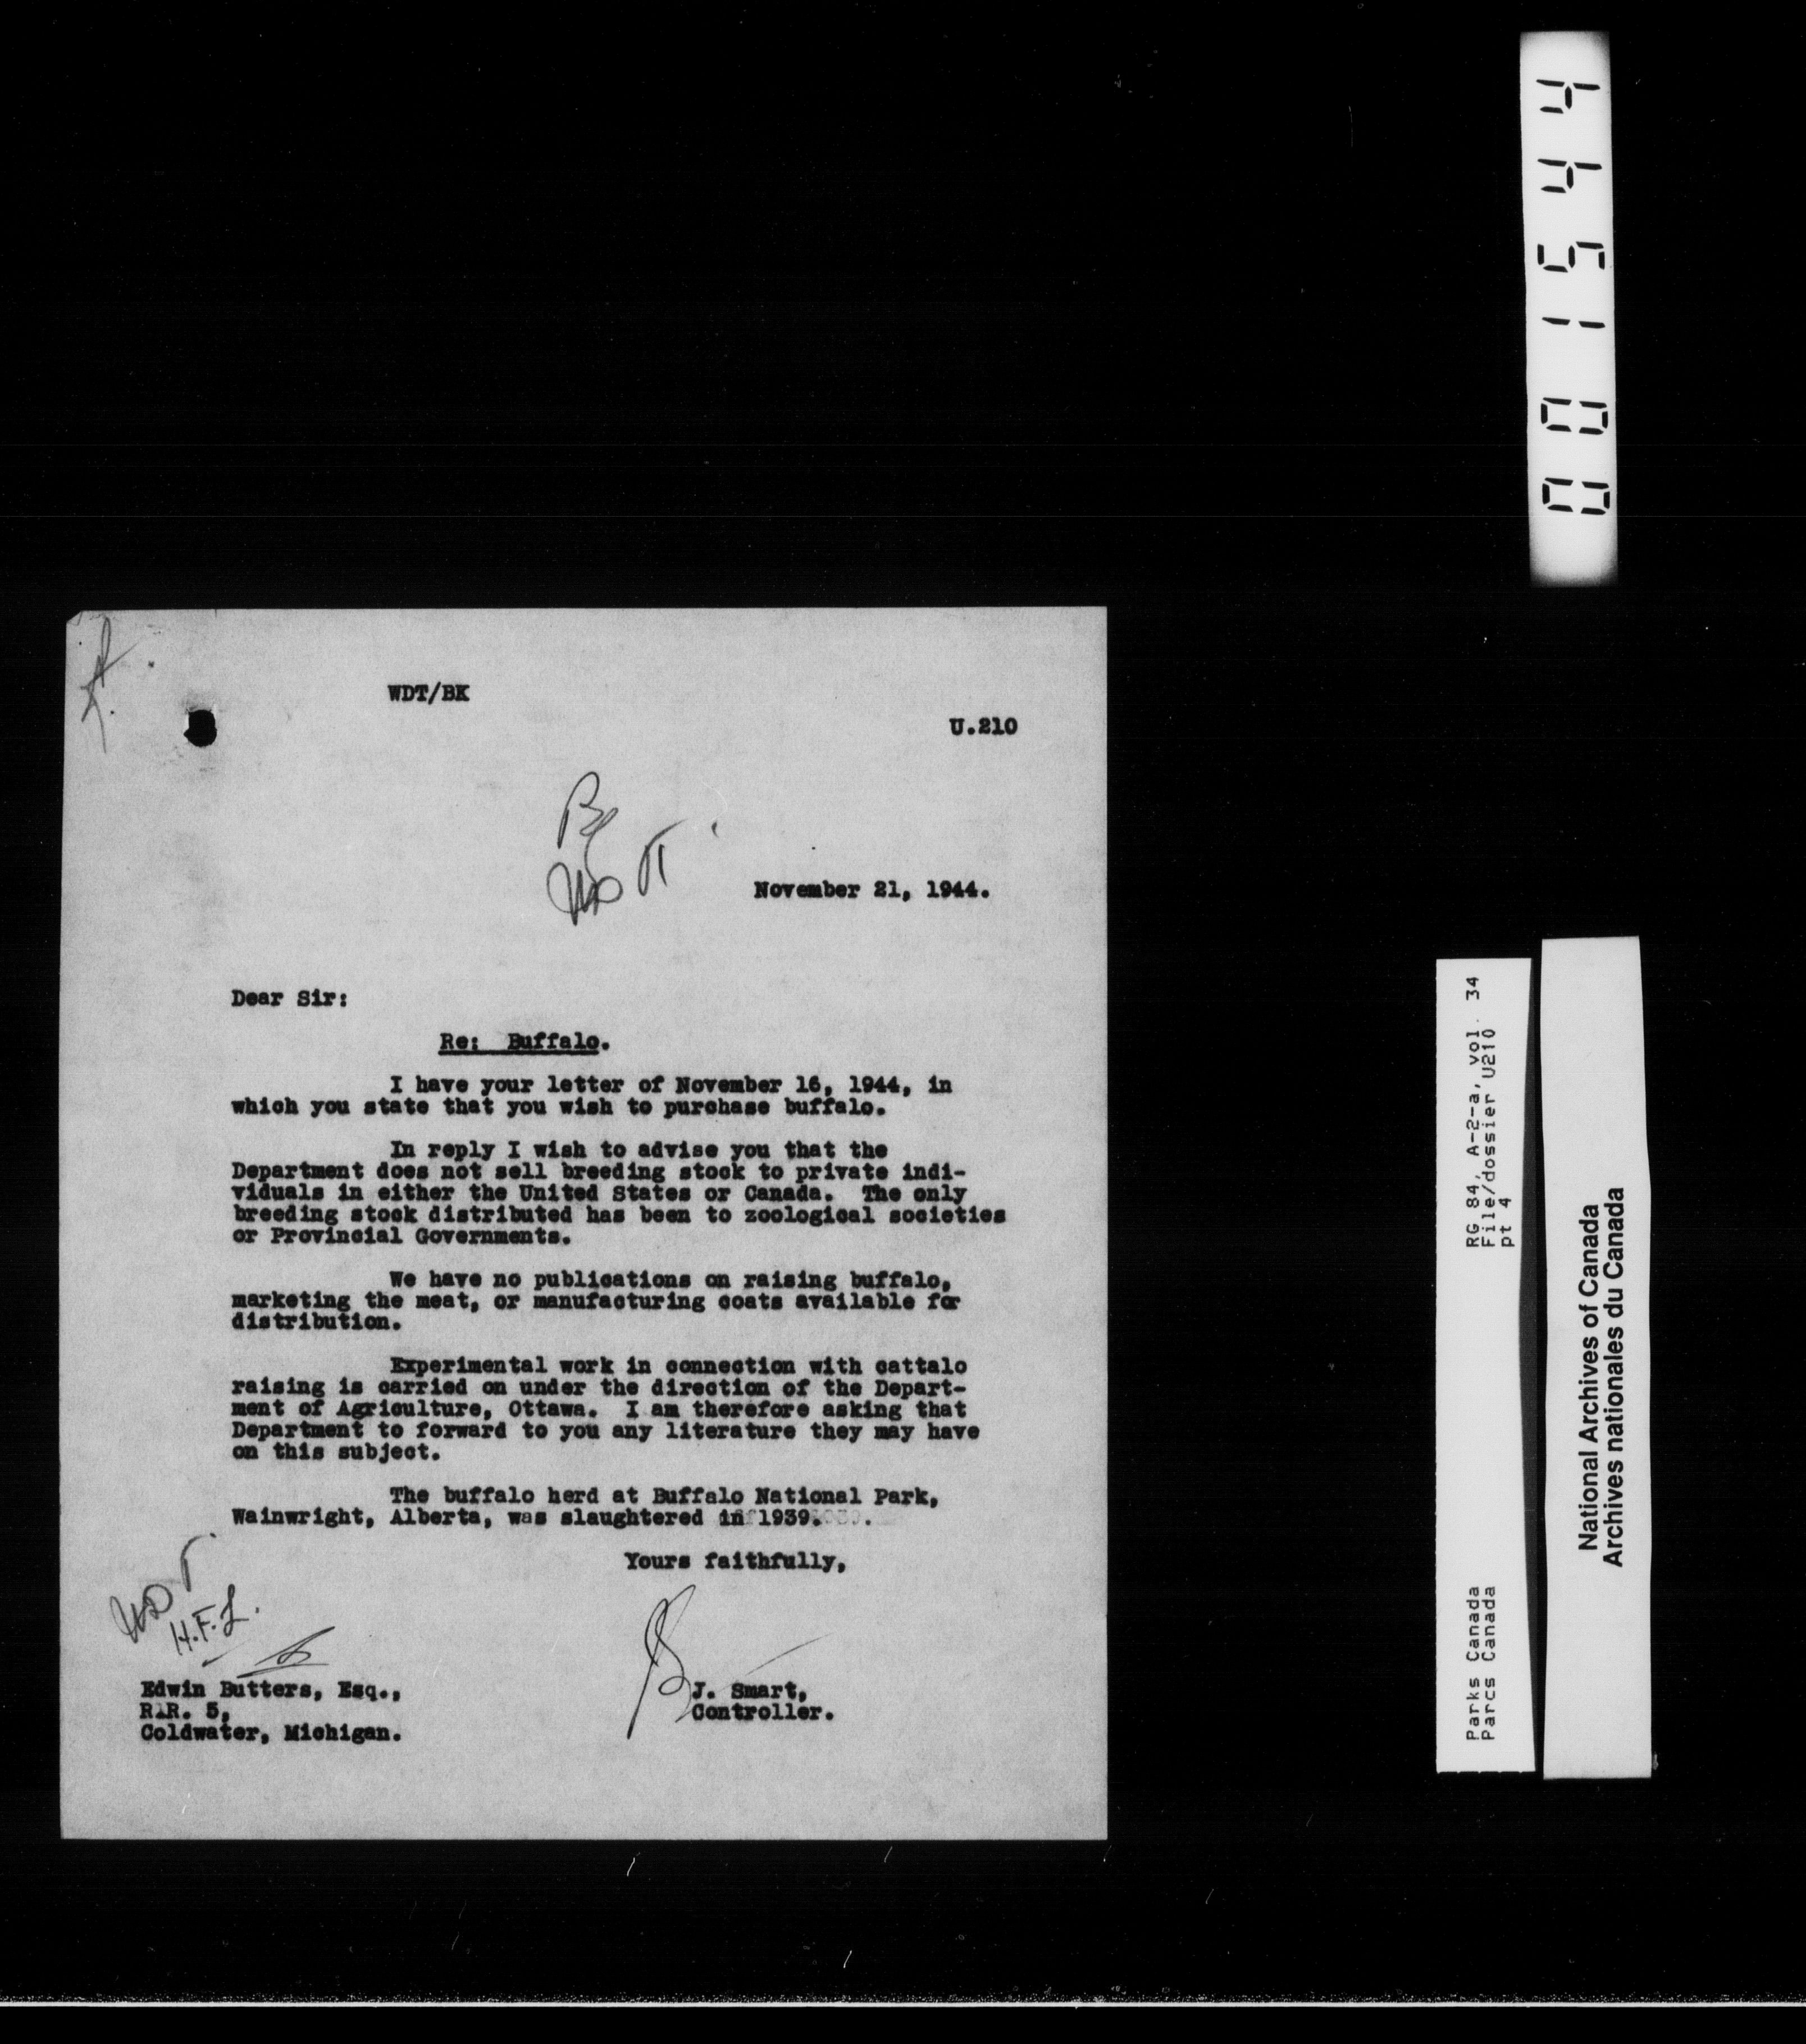 001544
WDT/BK
U.210
November 21, 1944.
Dear Sir:
Re: Buffalo.
I have your letter of November 16, 1944, in
which you state that you wish to purchase buffalo.
In reply I wish to advise you that the
Department does not sell breeding stock to private indi-
viduals in either the United States or Canada. The only
breeding stock distributed has been to zoological societies
or Provincial Governments.
We have no publications on raising buffalo,
marketing the meat, or manufacturing coats available for
distribution.
Experimental work in connection with cattalo
raising is carried on under the direction of the Depart-
ment of Agriculture, Ottawa. I am therefore asking that
Department to forward to you any literature they may have
on this subject.
The buffalo herd at Buffalo National Park,
Wainwright, Alberta, was slaughtered in 1939.
Yours faithfully,
H.F.L.
J. Smart,
Controller.
Edwin Butters, Esq.,
R.R. 5,
Coldwater, Michigan.
Parks Canada
Parcs Canada
RG 84, A-2-a, vol. 34
File/dossier U210
pt 4
National Archives of Canada
Archives nationales du Canada